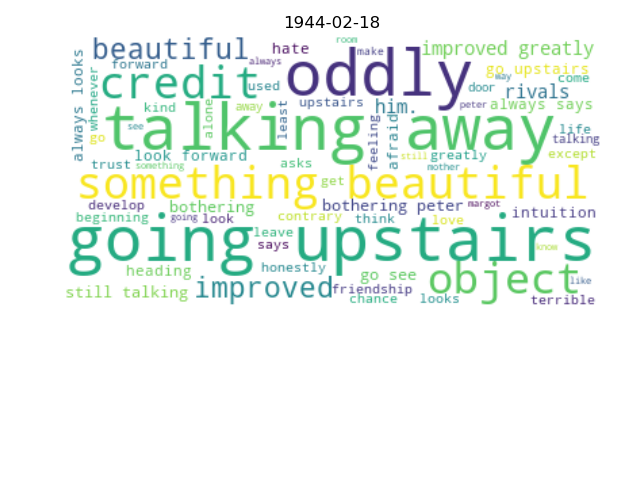 1944-02-18
room
beautiful hate make improved greatly
always looks forward always oddly go upstairs
whenever credit used door way come
kind away least upstairs him. peter rivals always says
alone talking away life
go see feeling afraid talking
look forward still greatly except
trust something asks mother
something beautiful get
develop bothering bothering peter margot intuition
beginning going look contrary think love
going upstairs leave says know
heading honestly go see object like
still talking improved friendship
chance looks terrible